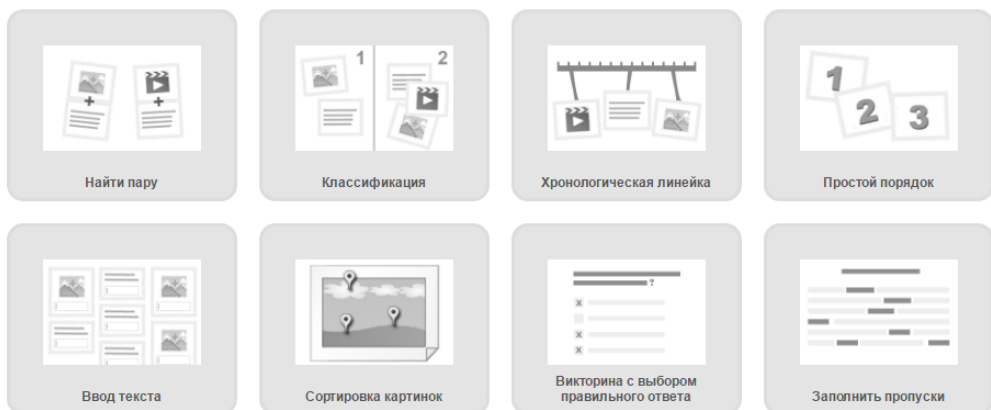 1 2
1
2
3
Найти пару
Классификация
Хронологическая линейка
Простой порядок
?
Ввод текста
Сортировка картинок
Викторина с выбором
правильного ответа
Заполнить пропуски